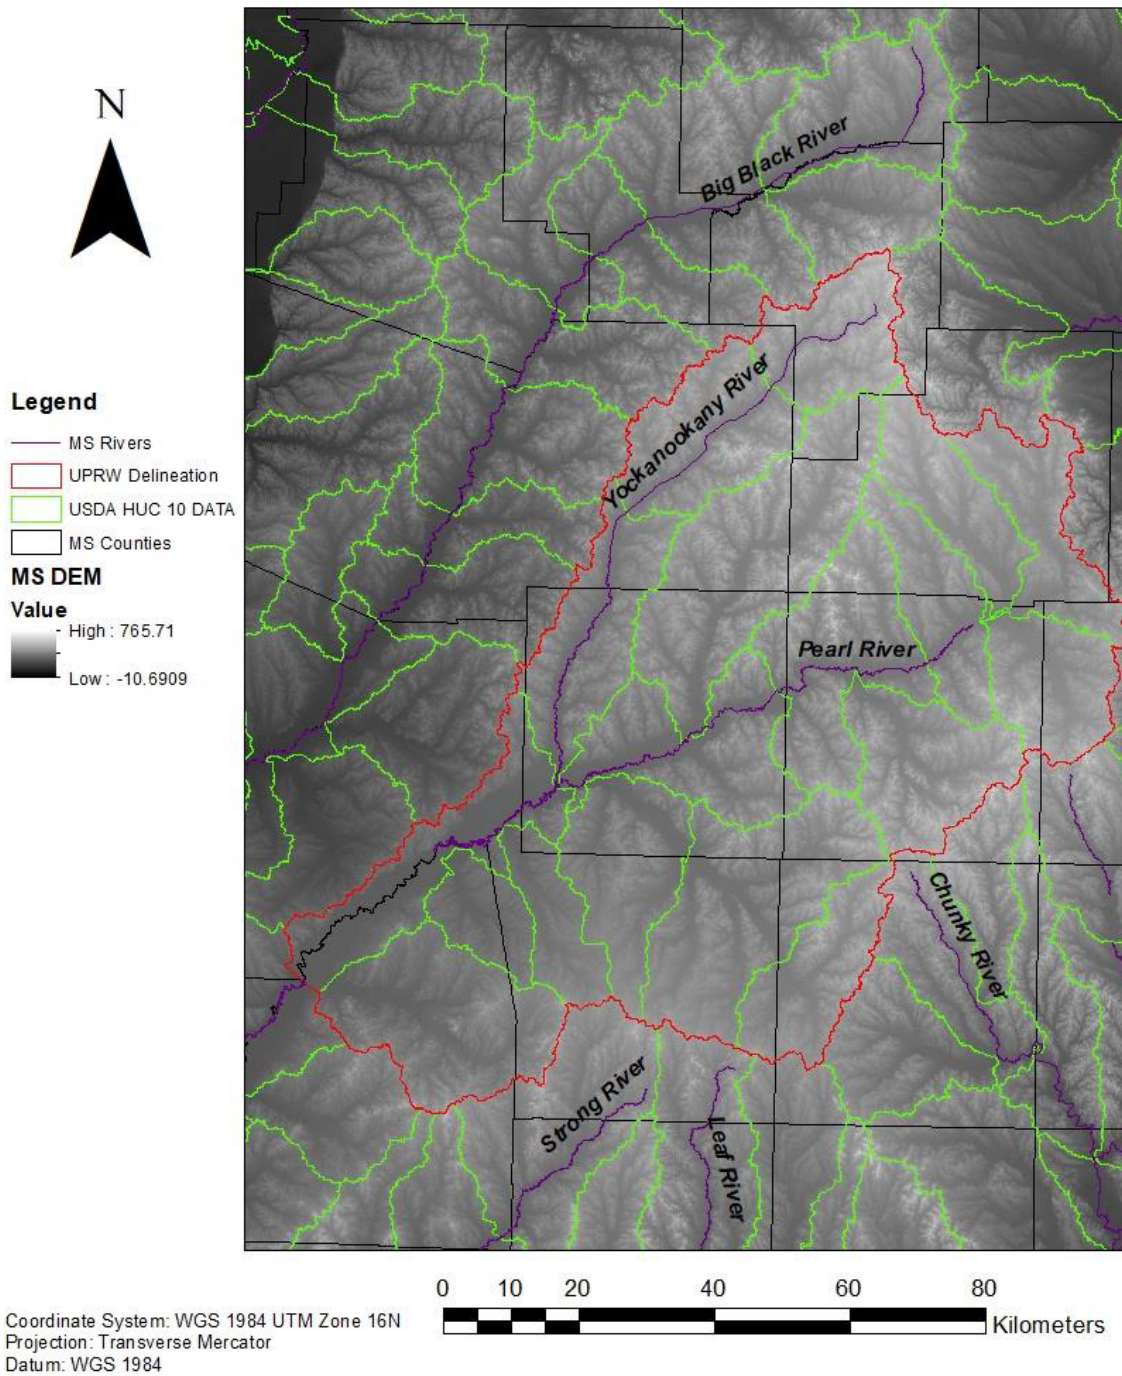 N
Big Black River
Yockanookany River
Legend
MS Rivers
UPRW Delineation
USDA HUC 10 DATA
MS Counties
MS DEM
Value
High : 765.71
Low : -10.6909
Pearl River
Chunky River
Strong River
Leaf River
0 10 20 40 60 80
Kilometers
Coordinate System: WGS 1984 UTM Zone 16N
Projection: Transverse Mercator
Datum: WGS 1984